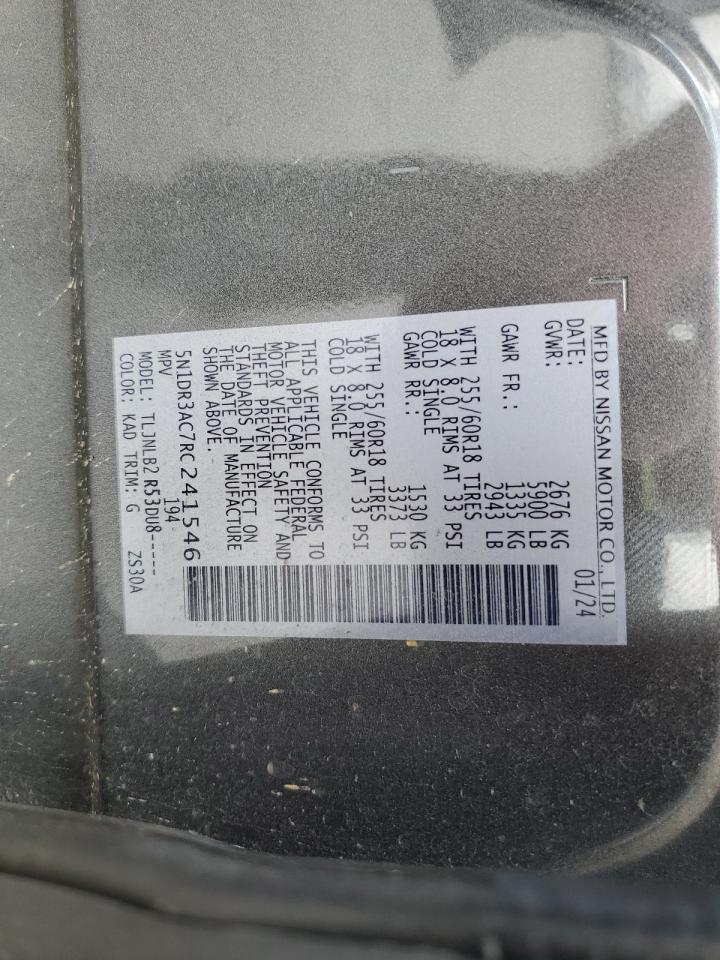 MFD BY NISSAN MOTOR CO., LTD.
DATE: 01/24
GVWR: 2676 KG
5900 LB
GAWR FR.: 1335 KG
2943 LB
WITH 255/60R18 TIRES
18 X 8.0 RIMS AT 33 PSI
COLD SINGLE
GAWR RR.: 1530 KG
3373 LB
WITH 255/60R18 TIRES
18 X 8.0 RIMS AT 33 PSI
COLD SINGLE
THIS VEHICLE CONFORMS TO
ALL APPLICABLE FEDERAL
MOTOR VEHICLE SAFETY AND
THEFT PREVENTION
STANDARDS IN EFFECT ON
THE DATE OF MANUFACTURE
SHOWN ABOVE.
5N1DR3AC7RC241546
MPV 194
MODEL: TLJNLB2 R53DU8-----
COLOR: KAD TRIM: G ZS30A